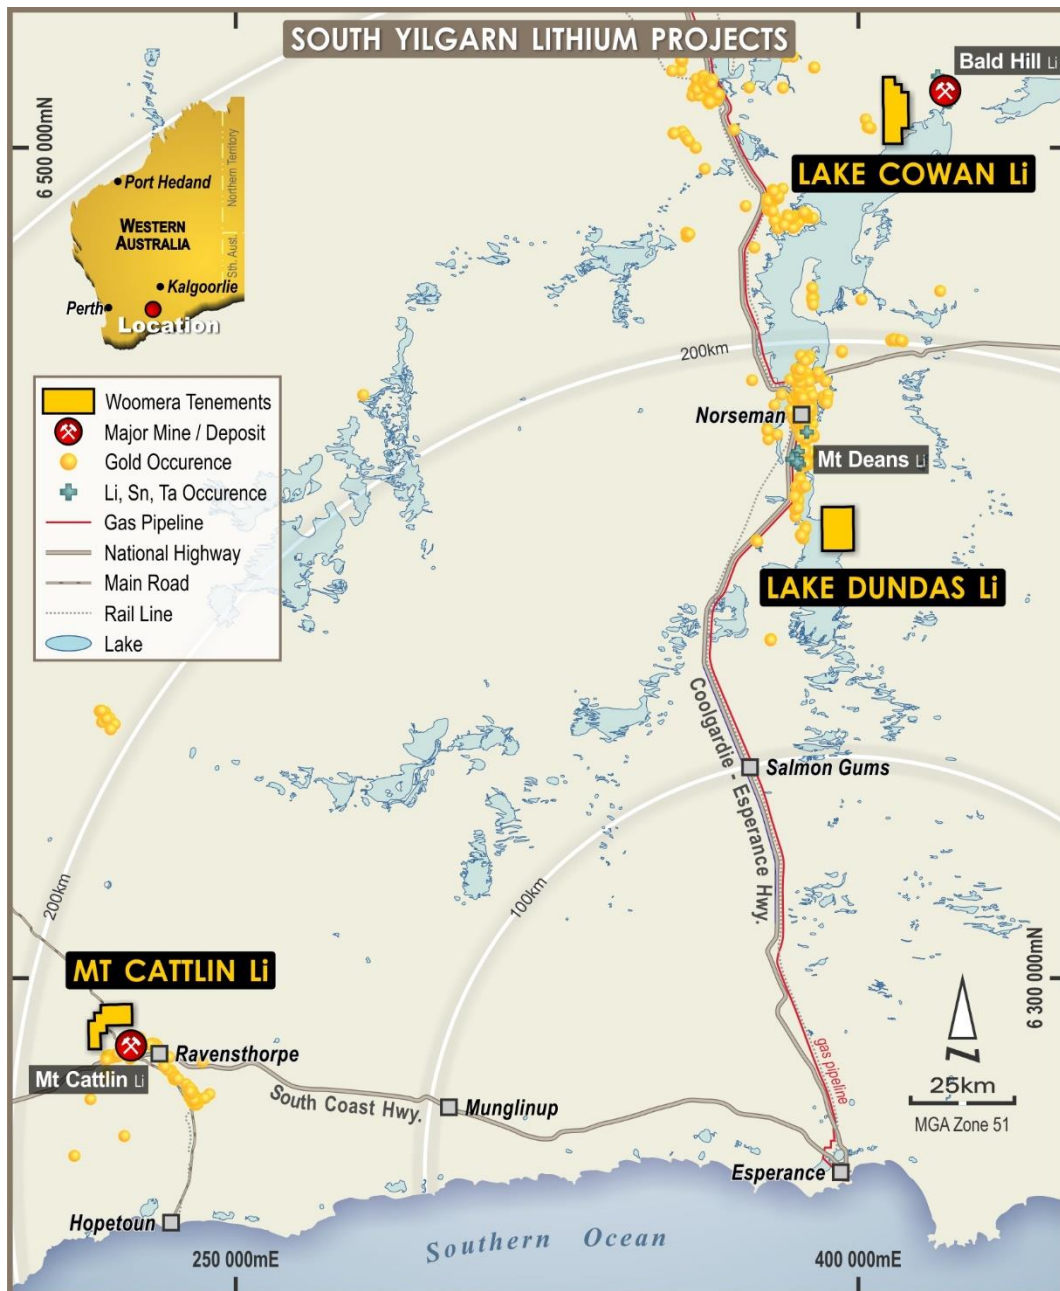 SOUTH YILGARN LITHIUM PROJECTS
Bald Hill Li
6 500 000mN
LAKE COWAN Li
Port Hedand
Northern Territory
WESTERN
AUSTRALIA
Sth. Aust.
Kalgoorlie
Perth
Location
200km
Woomera Tenements
Major Mine / Deposit
Gold Occurence
Li, Sn, Ta Occurence
Gas Pipeline
National Highway
Main Road
Rail Line
Lake
Norseman
Mt Deans Li
LAKE DUNDAS Li
Coolgardie - Esperance Hwy.
Salmon Gums
200km
100km
MT CATTLIN Li
6 300 000mN
Ravensthorpe
Mt Cattlin Li
South Coast Hwy.
Munglinup
gas pipeline
N
25km
MGA Zone 51
Esperance
Hopetoun
Southern Ocean
250 000mE
400 000mE